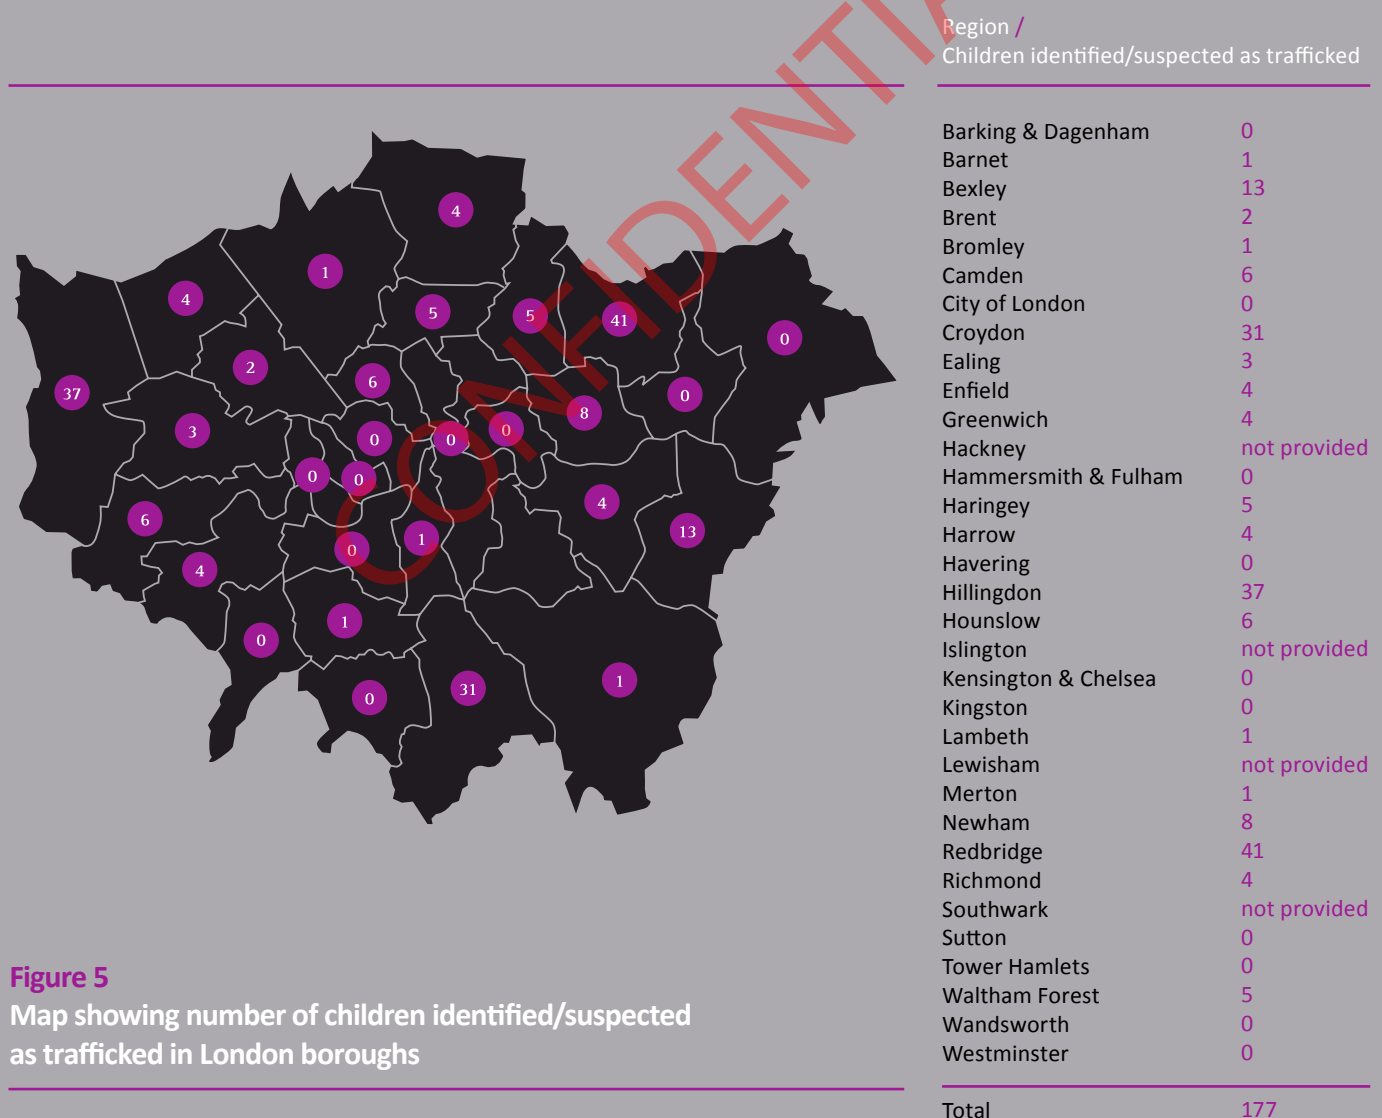 Region /
Children identified/suspected as trafficked
Barking & Dagenham 0
Barnet 1
Bexley 13
Brent 2
Bromley 1
Camden 6
City of London 0
Croydon 31
Ealing 3
Enfield 4
Greenwich 4
Hackney not provided
Hammersmith & Fulham 0
Haringey 5
Harrow 4
Havering 0
Hillingdon 37
Hounslow 6
Islington not provided
Kensington & Chelsea 0
Kingston 0
Lambeth 1
Lewisham not provided
Merton 1
Newham 8
Redbridge 41
Richmond 4
Southwark not provided
Sutton 0
Tower Hamlets 0
Waltham Forest 5
Wandsworth 0
Westminster 0
Total 177
4
1
4
5
5
41
0
2
6
37
0
8
3
0
0
0
0
0
4
6
13
1
0
4
1
0
1
31
0
Figure 5
Map showing number of children identified/suspected
as trafficked in London boroughs
CONFIDENTIA